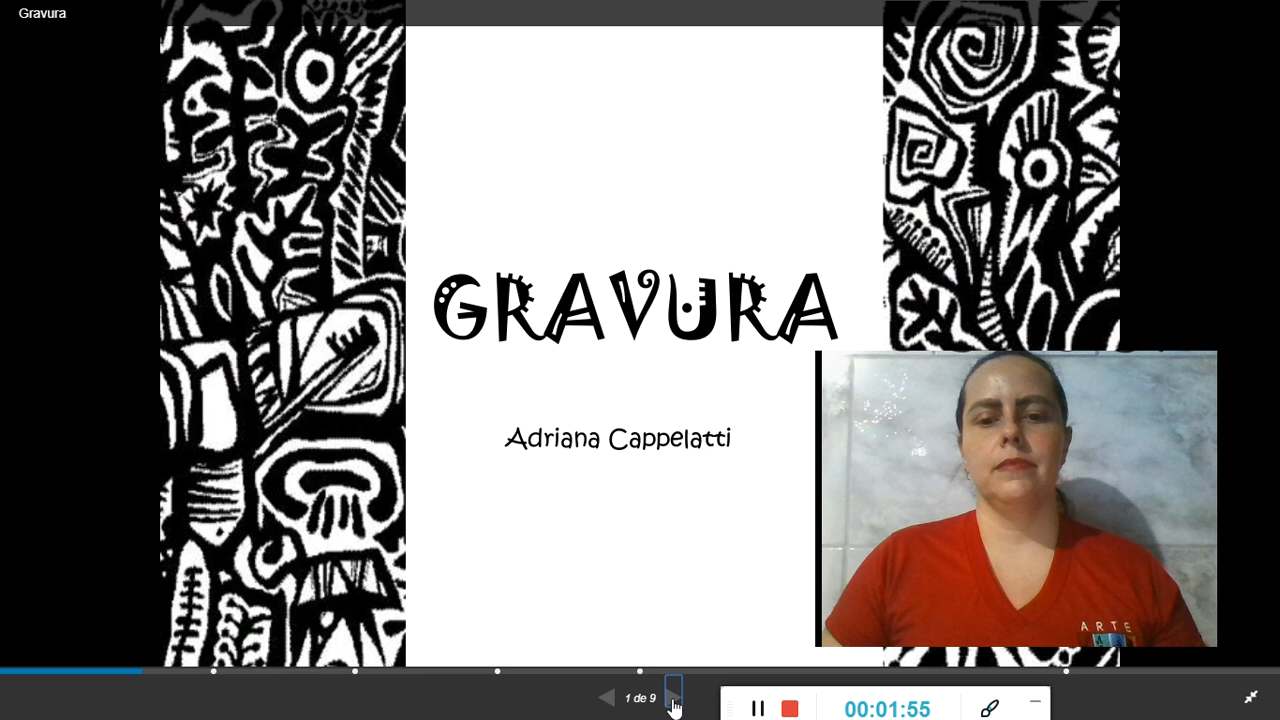 Gravura
GRAVURA
Adriana Cappelatti
ARTE
1 de 9
00:01:55